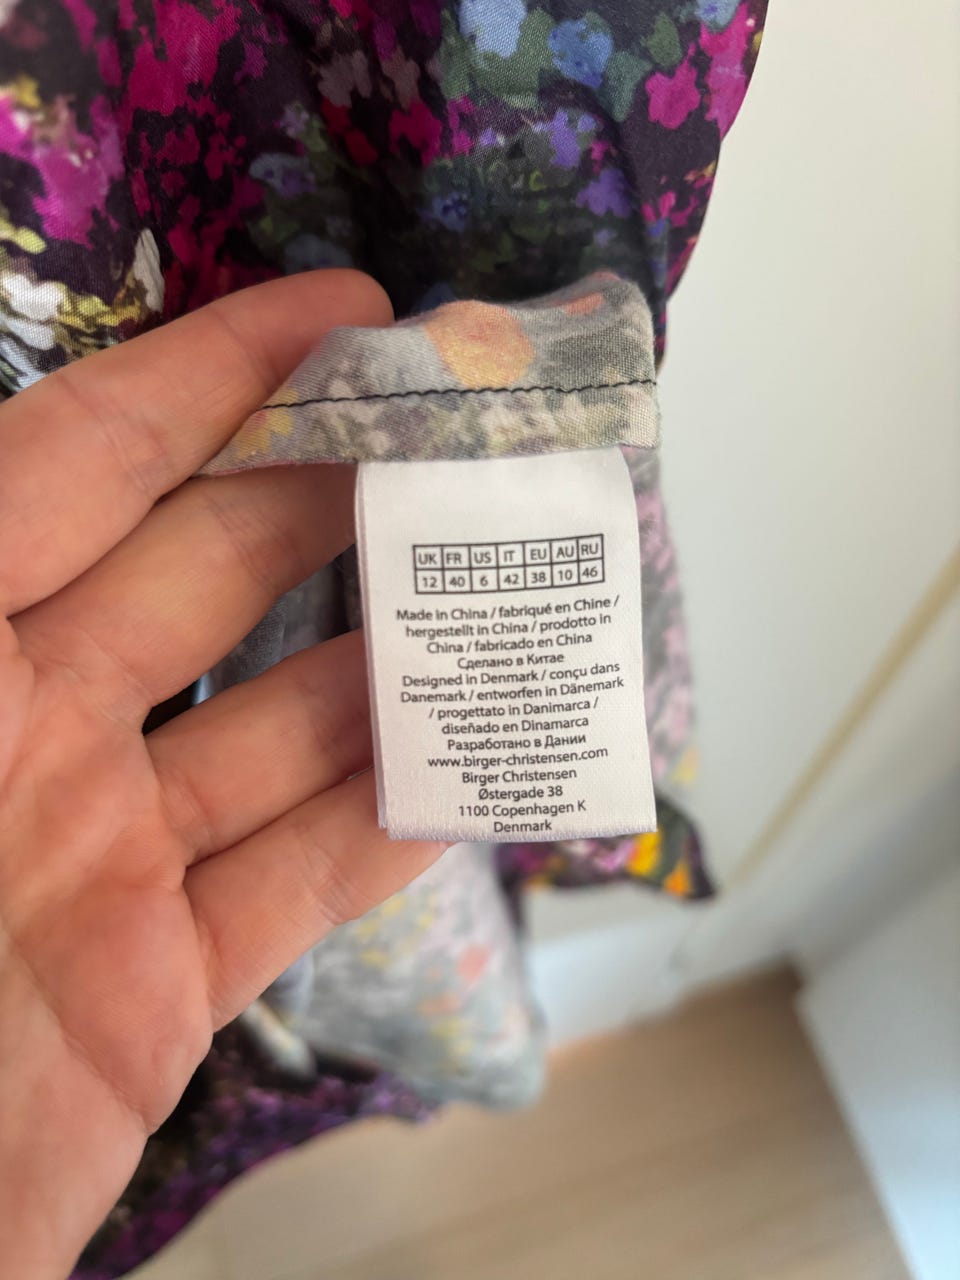 UK FR US IT EU AU RU
12 40 6 42 38 10 46
Made in China / fabriqué en Chine /
hergestellt in China / prodotto in
China / fabricado en China
Сделано в Китае
Designed in Denmark / conçu dans
Danemark / entworfen in Dänemark
/ progettato in Danimarca /
diseñado en Dinamarca
Разработано в Дании
www.birger-christensen.com
Birger Christensen
Østergade 38
1100 Copenhagen K
Denmark